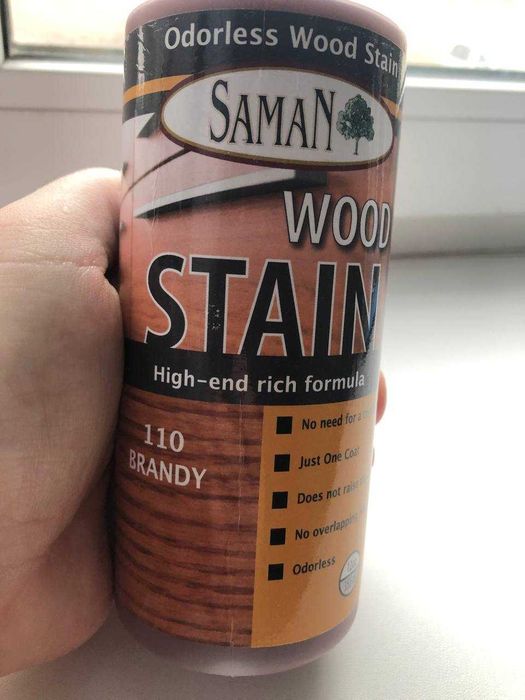 Odorless Wood Stain
SAMAN
WOOD
STAIN
High-end rich formula
110
BRANDY
No need for a
Just One Coat
Does not raise
No overlapping
Odorless